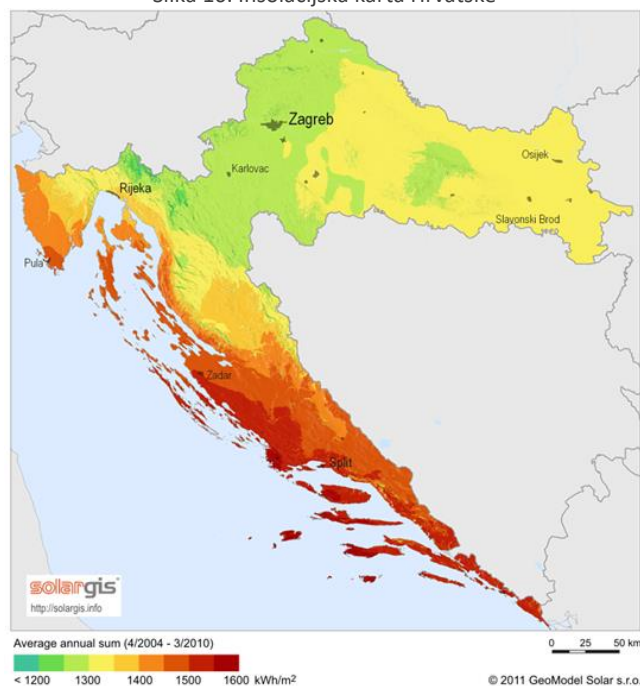 Zagreb
Karlovac
Rijeka
Osijek
Slavonski Brod
Pula
Zadar
Split
solargis
http://solargis.info
Average annual sum (4/2004 - 3/2010)
< 1200 1300 1400 1500 1600 kWh/m²
0 25 50 km
© 2011 GeoModel Solar s.r.o.